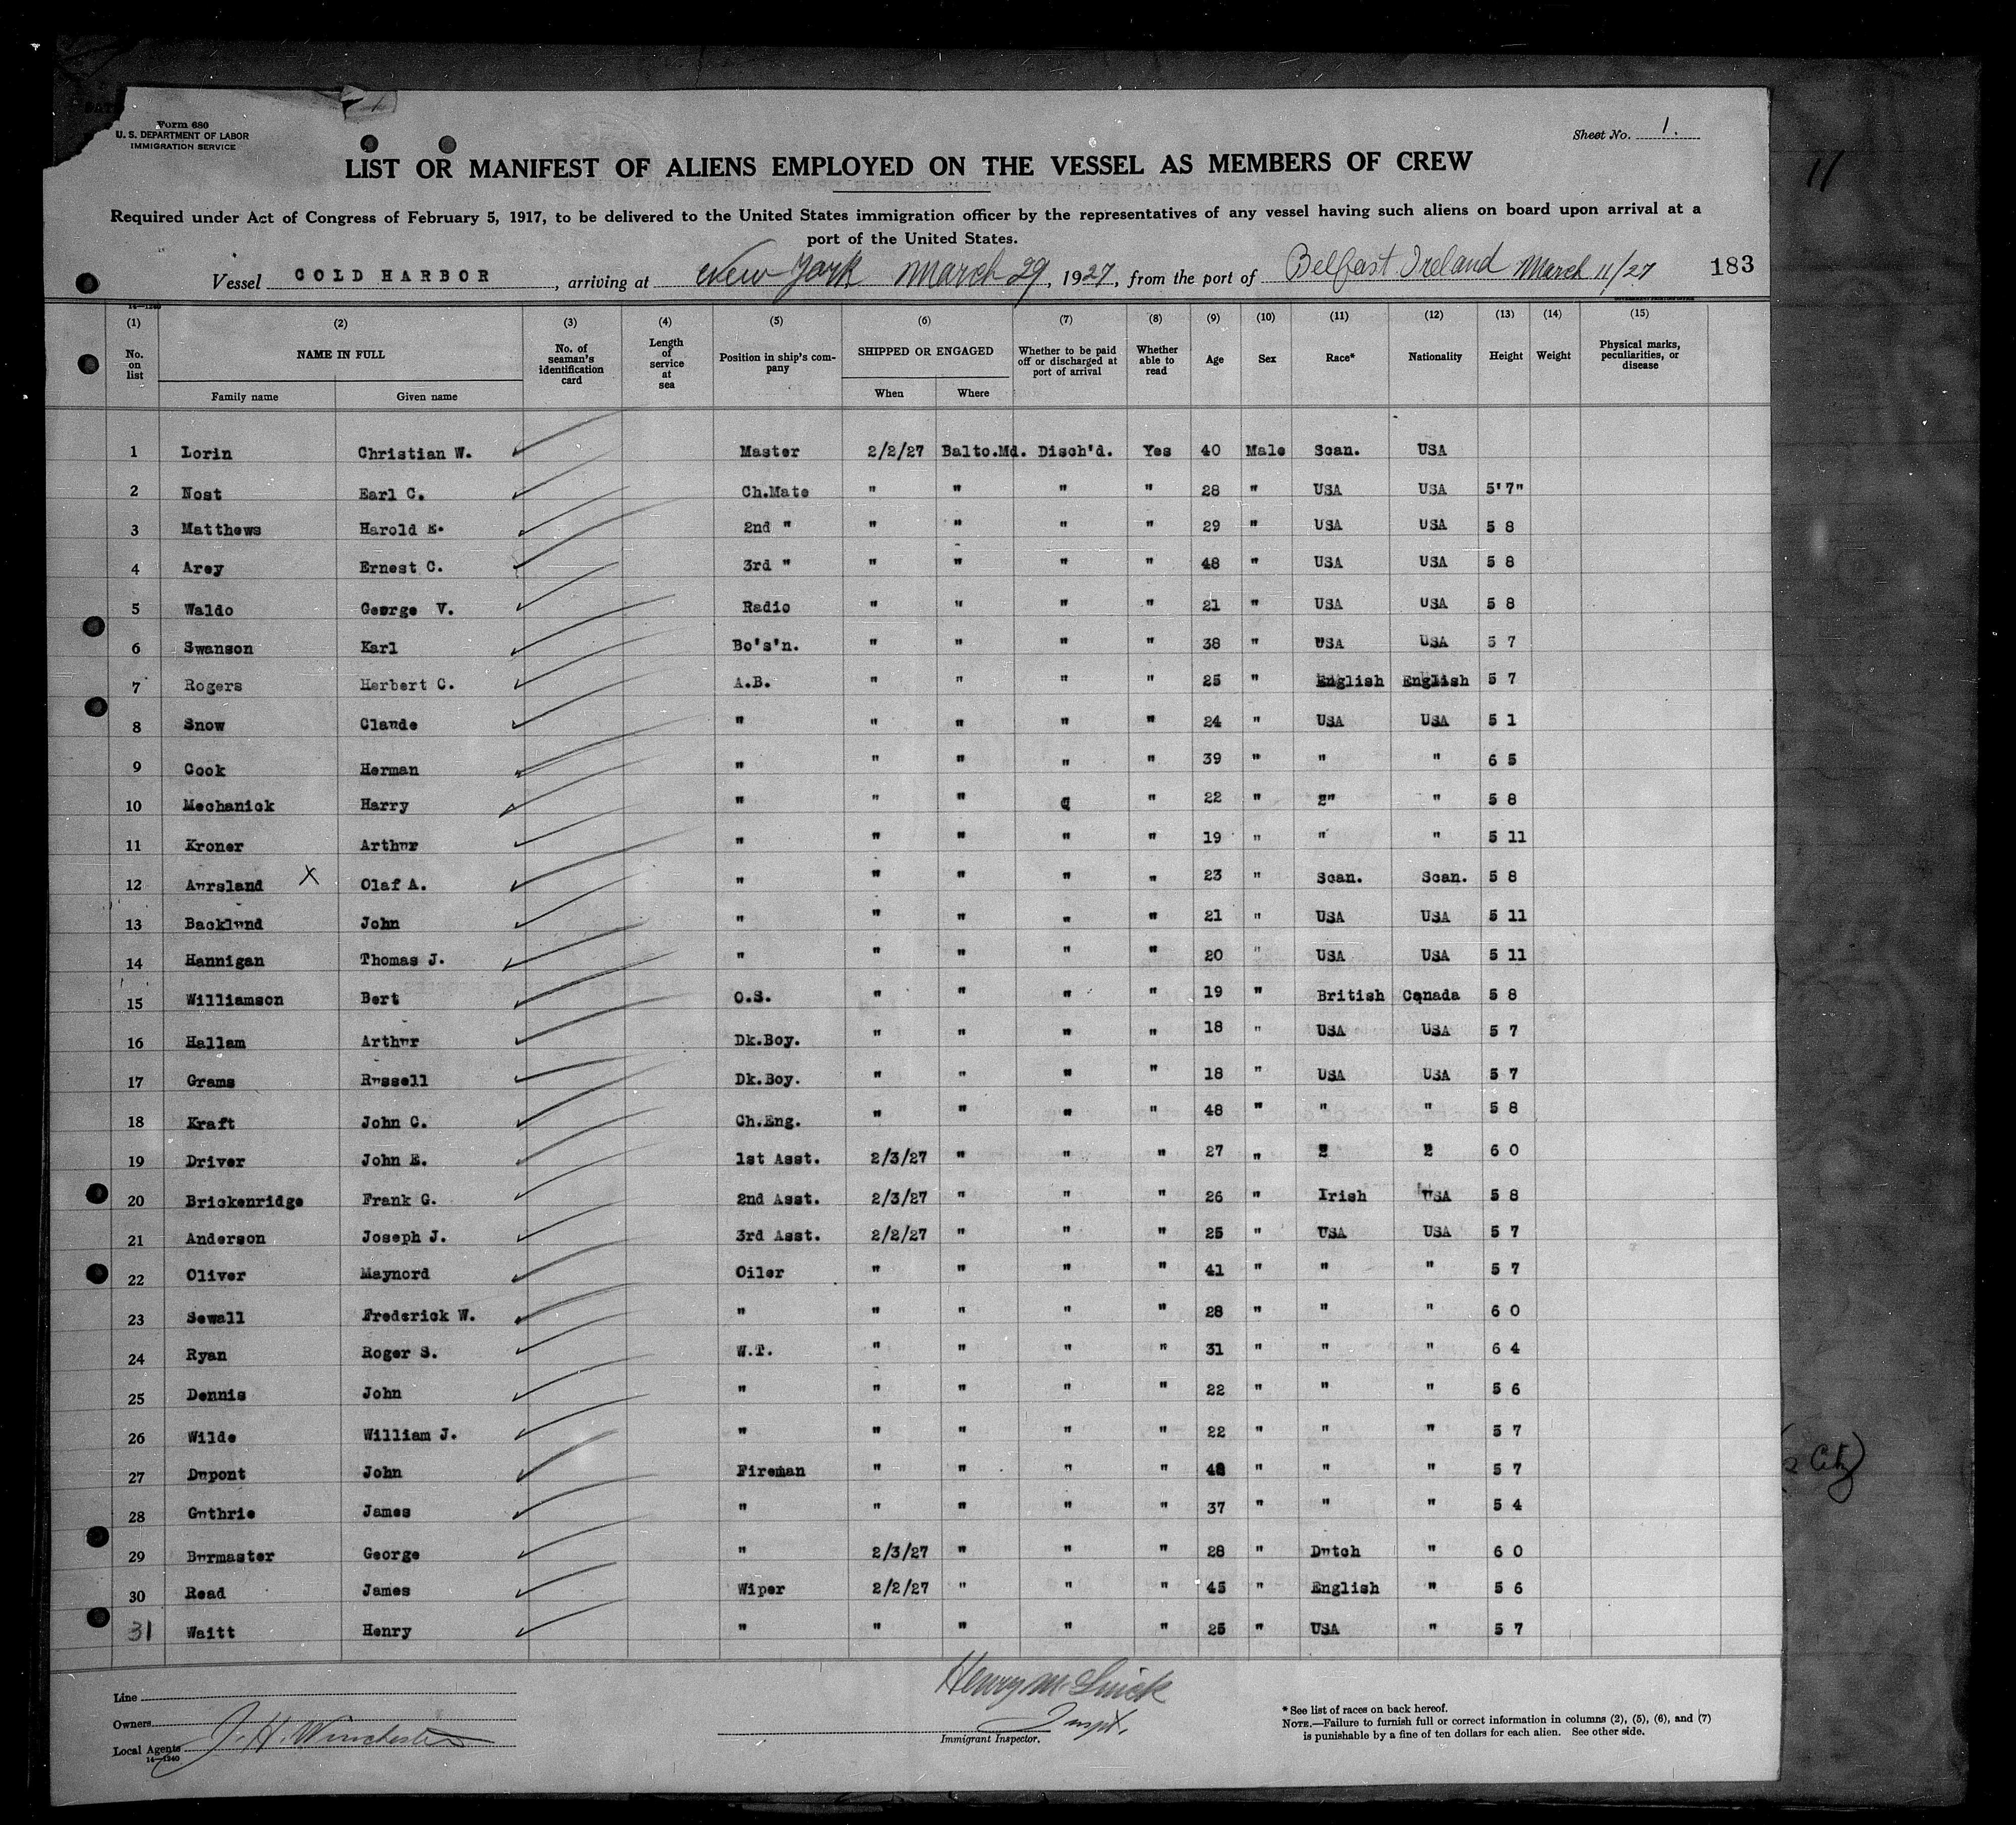 Form 680
U. S. DEPARTMENT OF LABOR
IMMIGRATION SERVICE
Sheet No. 1.
11
LIST OR MANIFEST OF ALIENS EMPLOYED ON THE VESSEL AS MEMBERS OF CREW
Required under Act of Congress of February 5, 1917, to be delivered to the United States immigration officer by the representatives of any vessel having such aliens on board upon arrival at a
port of the United States.
Vessel COLD HARBOR, arriving at New York March 29, 1927, from the port of Belfast Ireland March 11/27 183
14—1240
(1) (2) (3) (4) (5) (6) (7) (8) (9) (10) (11) (12) (13) (14) (15)
No. on list NAME IN FULL Family name Given name No. of seaman's identification card Length of service at sea Position in ship's company SHIPPED OR ENGAGED When Where Whether to be paid off or discharged at port of arrival Whether able to read Age Sex Race* Nationality Height Weight Physical marks, peculiarities, or disease
1 Lorin Christian W. Master 2/2/27 Balto.Md. Disch'd. Yes 40 Male Scan. USA
2 Nost Earl C. Ch.Mate " " " " 28 " USA USA 5'7"
3 Matthews Harold E. 2nd " " " " " 29 " USA USA 5 8
4 Arey Ernest C. 3rd " " " " " 48 " USA USA 5 8
5 Waldo George V. Radio " " " " 21 " USA USA 5 8
6 Swanson Karl Bo's'n. " " " " 38 " USA USA 5 7
7 Rogers Herbert C. A.B. " " " " 25 " English English 5 7
8 Snow Claude " " " " " 24 " USA USA 5 1
9 Cook Herman " " " " " 39 " " " 6 5
10 Mechanick Harry " " " " 22 " 2" " 5 8
11 Kroner Arthur " " " " " 19 " " " 5 11
12 Aursland X Olaf A. " " " " " 23 " Scan. Scan. 5 8
13 Backlund John " " " " " 21 " USA USA 5 11
14 Hannigan Thomas J. " " " " " 20 " USA USA 5 11
15 Williamson Bert O.S. " " " " 19 " British Canada 5 8
16 Hallam Arthur Dk.Boy. " " " " 18 " USA USA 5 7
17 Grams Russell Dk.Boy. " " " " 18 " USA USA 5 7
18 Kraft John C. Ch.Eng. " " " " 48 " " " 5 8
19 Driver John E. 1st Asst. 2/3/27 " " " 27 " 2 2 6 0
20 Brickenridge Frank G. 2nd Asst. 2/3/27 " " " 26 " Irish USA 5 8
21 Anderson Joseph J. 3rd Asst. 2/2/27 " " " 25 " USA USA 5 7
22 Oliver Maynord Oiler " " " " 41 " " " 5 7
23 Sewall Frederick W. " " " " " 28 " " " 6 0
24 Ryan Roger S. W.T. " " " " 31 " " " 6 4
25 Dennis John " " " " " 22 " " " 5 6
26 Wilde William J. " " " " " 22 " " " 5 7
27 Dupont John Fireman " " " " " " " 5 7
28 Guthrie James " " " " " 37 " " " 5 4
29 Burmaster George " 2/3/27 " " " 28 " Dutch " 6 0
30 Read James Wiper 2/2/27 " " " 45 " English " 5 6
31 Waitt Henry " " " " " 25 " USA " 5 7
Line
Owners
Local Agents J. H. Winchester
14—1240
Henry
Immigrant Inspector.
* See list of races on back hereof.
NOTE.—Failure to furnish full or correct information in columns (2), (5), (6), and (7)
is punishable by a fine of ten dollars for each alien. See other side.